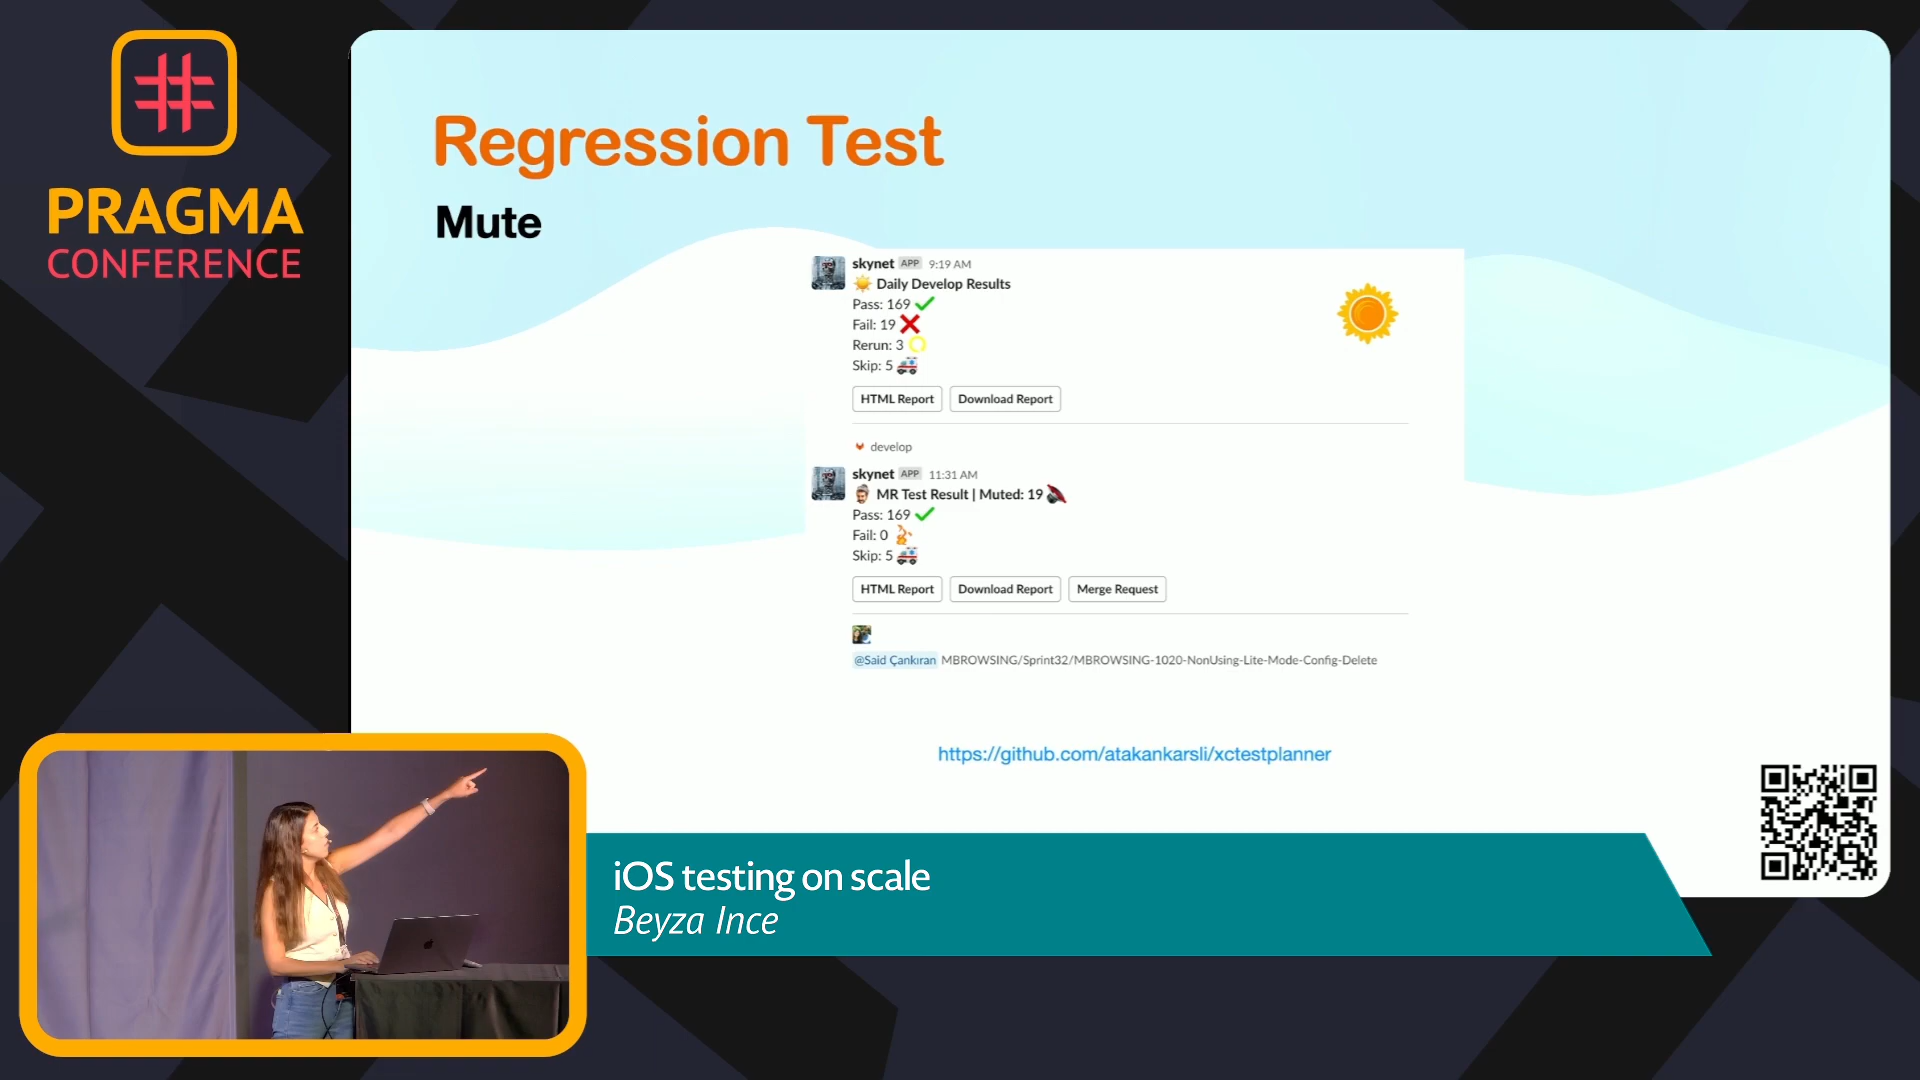 PRAGMA
CONFERENCE
Regression Test
Mute
skynet APP 9:19 AM
Daily Develop Results
Pass: 169
Fail: 19
Rerun: 3
Skip: 5
HTML Report Download Report
develop
skynet APP 11:31 AM
MR Test Result | Muted: 19
Pass: 169
Fail: 0
Skip: 5
HTML Report Download Report Merge Request
@Said Çankıran MBROWSING/Sprint32/MBROWSING-1020-NonUsing-Lite-Mode-Config-Delete
https://github.com/atakankarsli/xctestplanner
iOS testing on scale
Beyza Ince